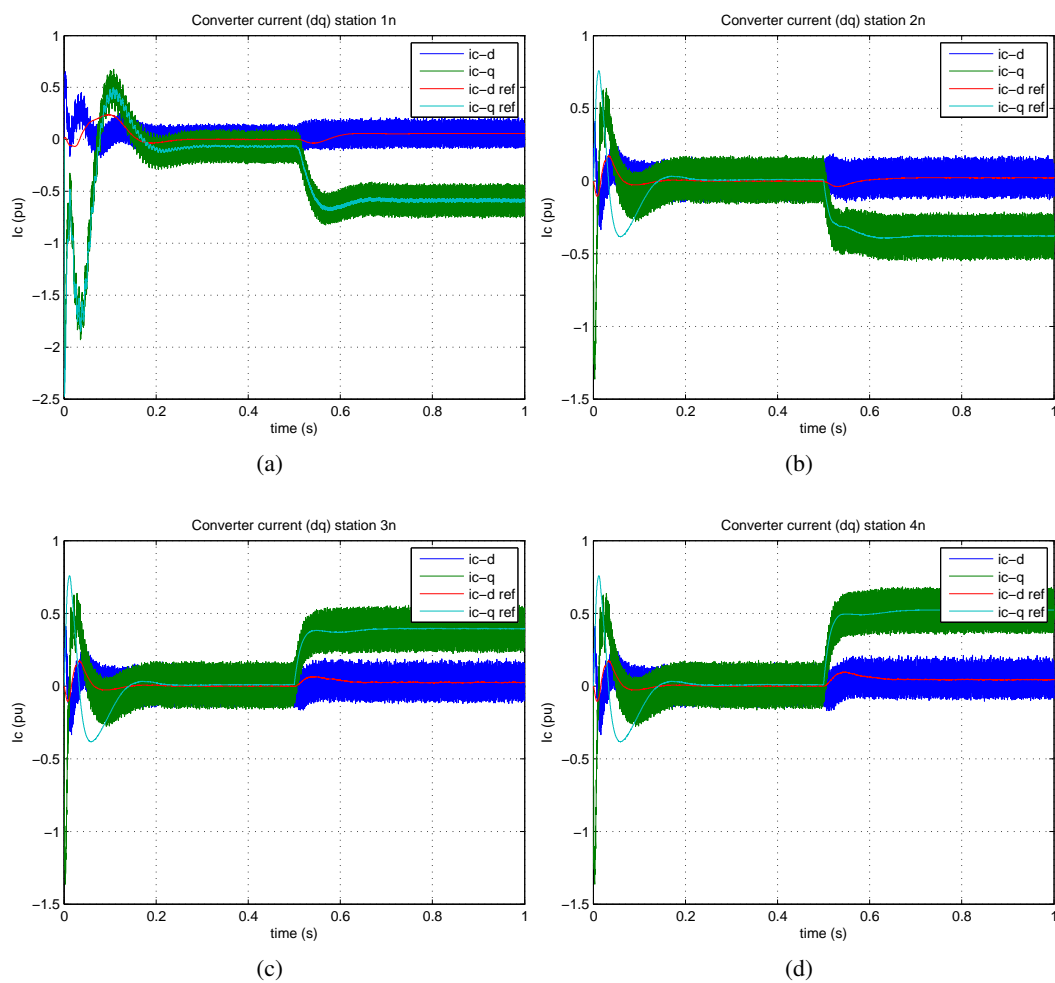 Converter current (dq) station 1n
1
0.5
0
−0.5
−1
−1.5
−2
−2.5
Ic (pu)
0
0.2
0.4
0.6
0.8
1
time (s)
ic−d
ic−q
ic−d ref
ic−q ref
(a)
Converter current (dq) station 2n
1
0.5
0
−0.5
−1
−1.5
Ic (pu)
0
0.2
0.4
0.6
0.8
1
time (s)
ic−d
ic−q
ic−d ref
ic−q ref
(b)
Converter current (dq) station 3n
1
0.5
0
−0.5
−1
−1.5
Ic (pu)
0
0.2
0.4
0.6
0.8
1
time (s)
ic−d
ic−q
ic−d ref
ic−q ref
(c)
Converter current (dq) station 4n
1
0.5
0
−0.5
−1
−1.5
Ic (pu)
0
0.2
0.4
0.6
0.8
1
time (s)
ic−d
ic−q
ic−d ref
ic−q ref
(d)